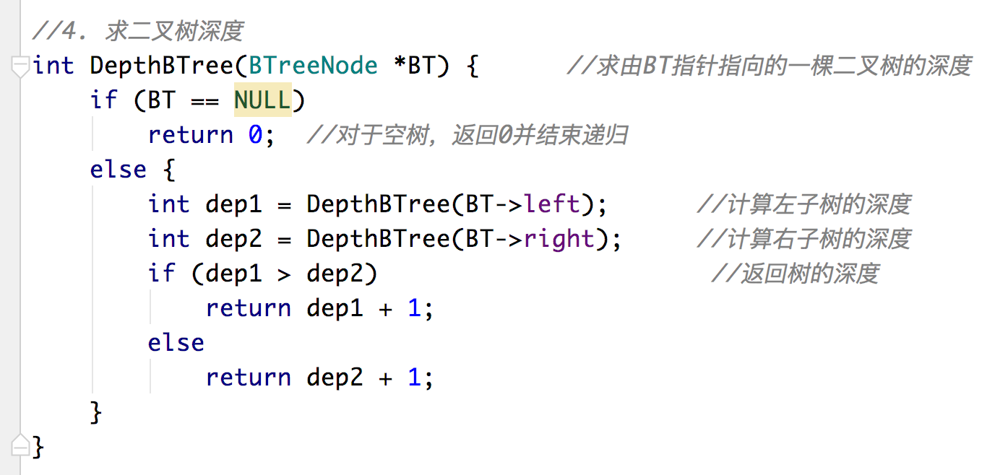 //4. 求二叉树深度
int DepthBTree(BTreeNode *BT) {      //求由BT指针指向的一棵二叉树的深度
    if (BT == NULL)
        return 0;  //对于空树，返回0并结束递归
    else {
        int dep1 = DepthBTree(BT->left);      //计算左子树的深度
        int dep2 = DepthBTree(BT->right);     //计算右子树的深度
        if (dep1 > dep2)                       //返回树的深度
            return dep1 + 1;
        else
            return dep2 + 1;
    }
}